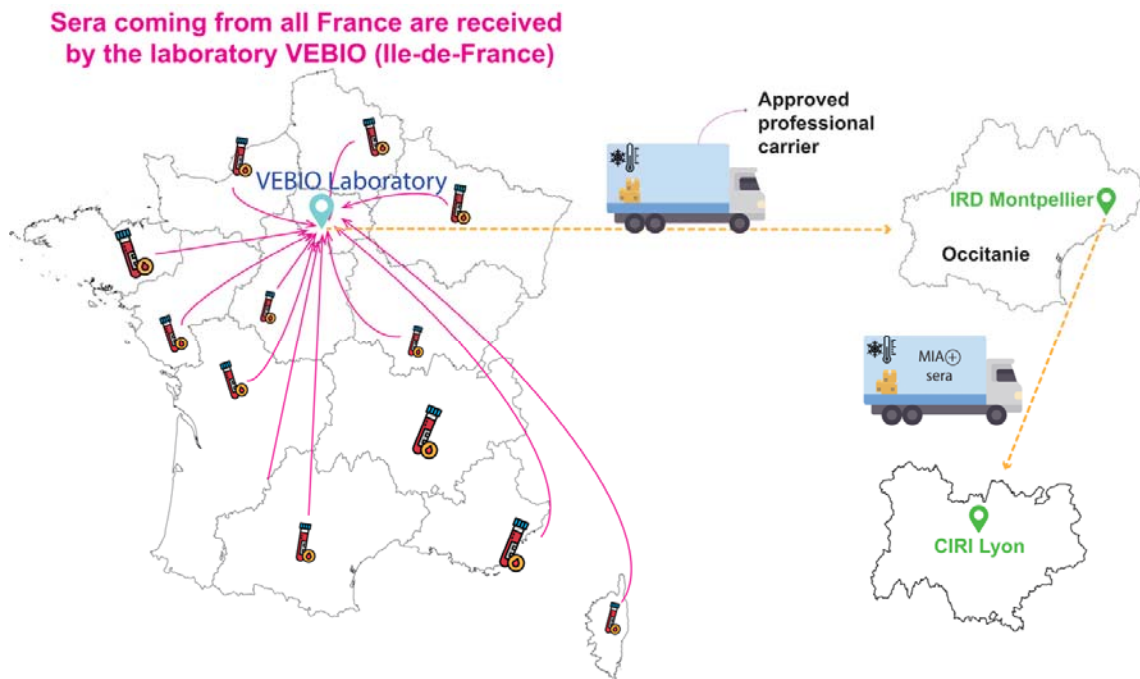 Sera coming from all France are received
by the laboratory VEBIO (Ile-de-France)
Approved
professional
carrier
VEBIO Laboratory
IRD Montpellier
Occitanie
MIA⊕
sera
CIRI Lyon